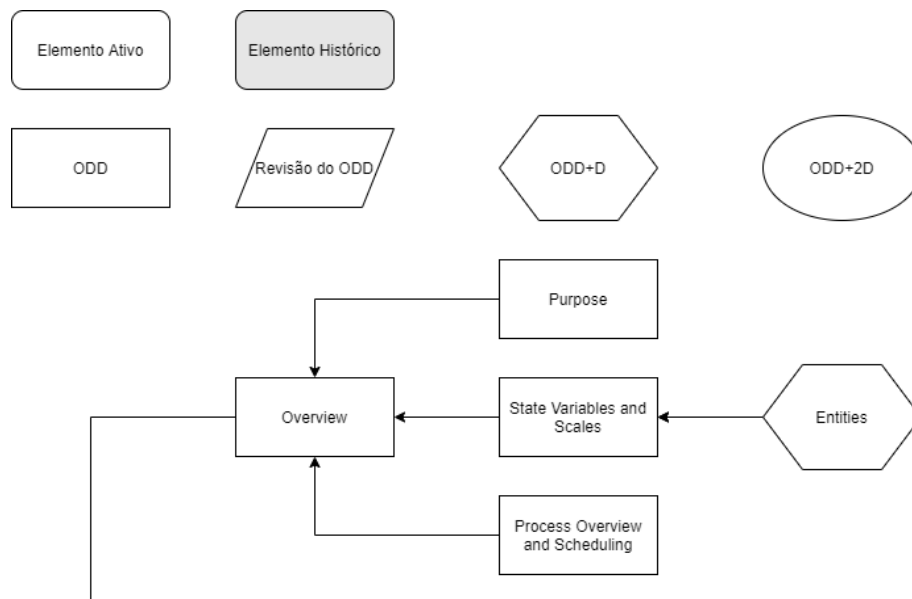 Elemento Ativo
Elemento Histórico
ODD
Revisão do ODD
ODD+D
ODD+2D
Purpose
Overview
State Variables and
Scales
Entities
Process Overview
and Scheduling